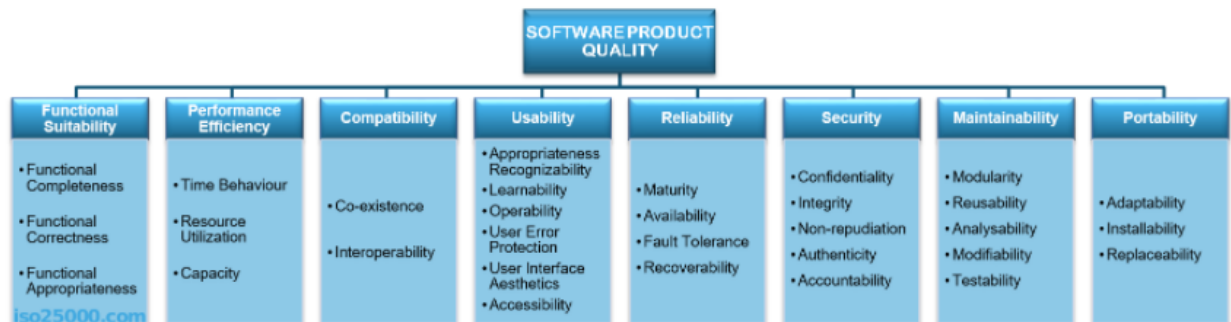 SOFTWARE PRODUCT
QUALITY
Functional
Suitability
• Functional
Completeness
• Functional
Correctness
• Functional
Appropriateness
Performance
Efficiency
• Time Behaviour
• Resource
Utilization
• Capacity
Compatibility
• Co-existence
• Interoperability
Usability
• Appropriateness
Recognizability
• Learnability
• Operability
• User Error
Protection
• User Interface
Aesthetics
• Accessibility
Reliability
• Maturity
• Availability
• Fault Tolerance
• Recoverability
Security
• Confidentiality
• Integrity
• Non-repudiation
• Authenticity
• Accountability
Maintainability
• Modularity
• Reusability
• Analysability
• Modifiability
• Testability
Portability
• Adaptability
• Installability
• Replaceability
iso25000.com